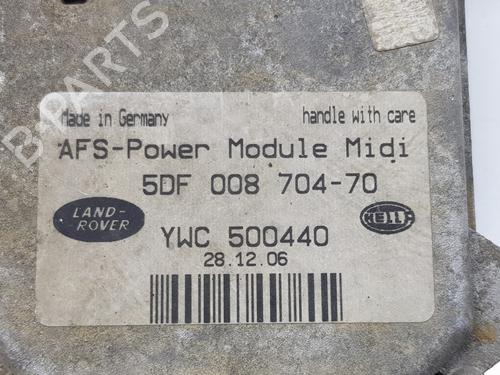 Made in Germany handle with care
AFS-Power Module Midi
5DF 008 704-70
LAND-
ROVER
HELLA
YWC 500440
28.12.06
B-PARTS